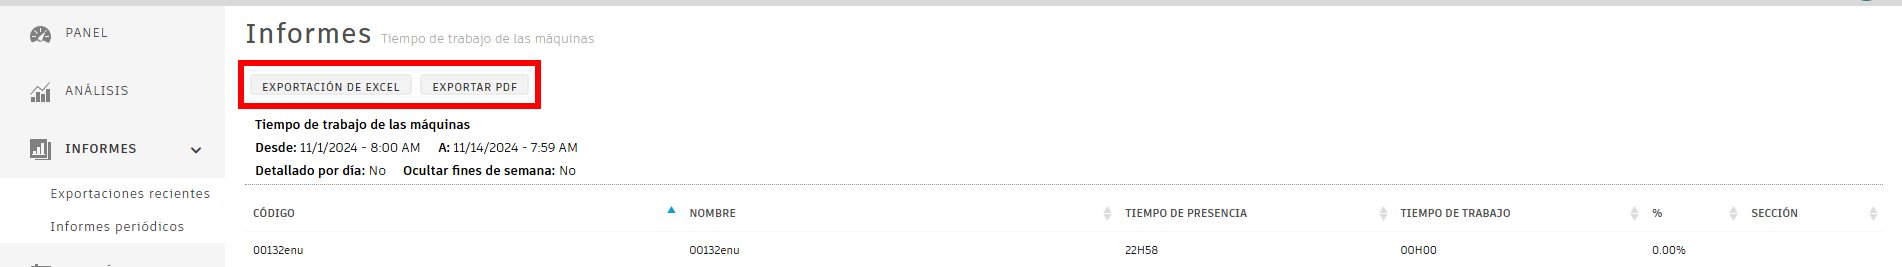 PANEL
ANÁLISIS
INFORMES
Exportaciones recientes
Informes periódicos
Informes Tiempo de trabajo de las máquinas
EXPORTACIÓN DE EXCEL EXPORTAR PDF
Tiempo de trabajo de las máquinas
Desde: 11/1/2024 - 8:00 AM A: 11/14/2024 - 7:59 AM
Detallado por día: No Ocultar fines de semana: No
CÓDIGO NOMBRE TIEMPO DE PRESENCIA TIEMPO DE TRABAJO % SECCIÓN
00132enu 00132enu 22H58 00H00 0.00%